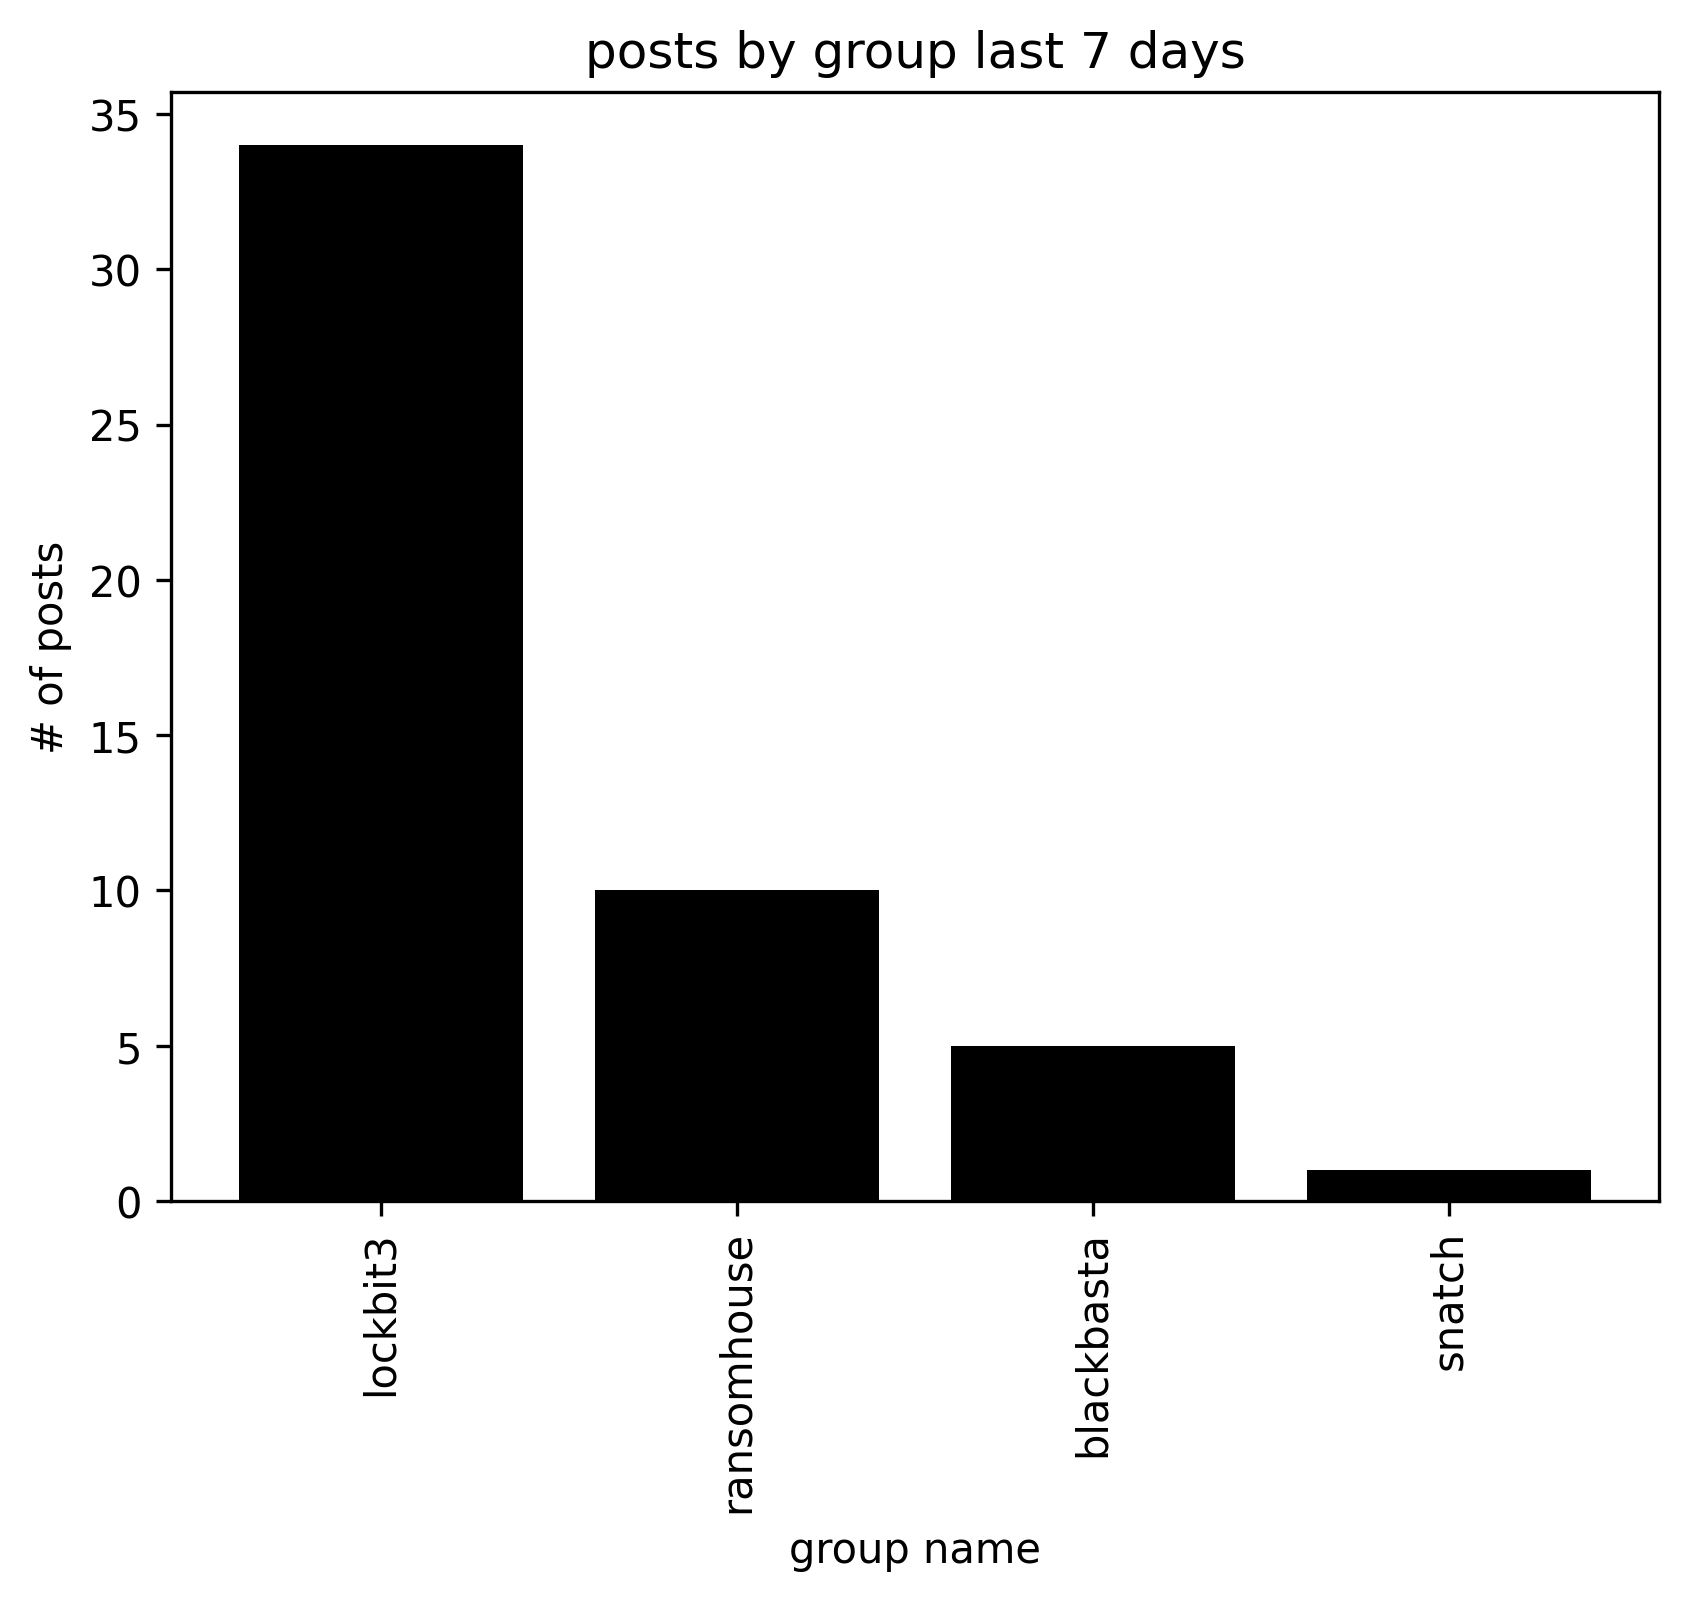 posts by group last 7 days
# of posts
35
30
25
20
15
10
5
0
lockbit3
ransomhouse
blackbasta
snatch
group name